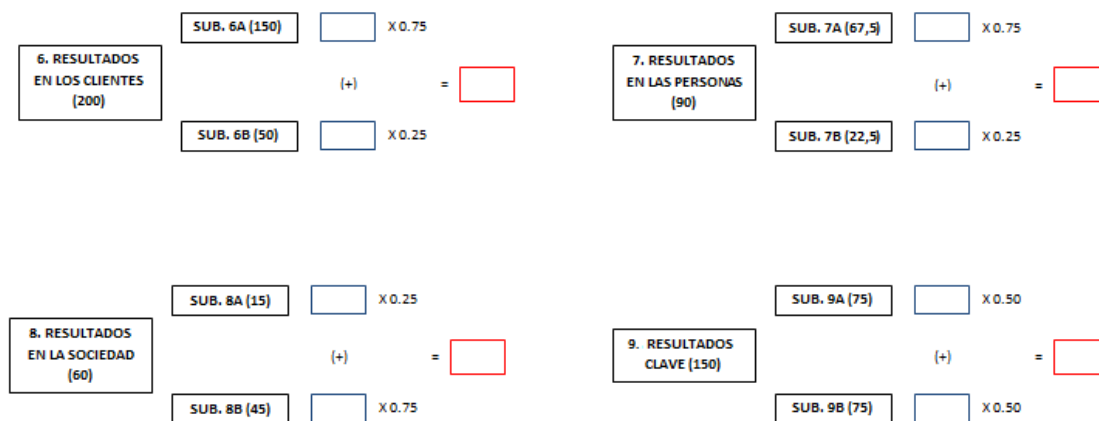 SUB. 6A (150) X 0.75
6. RESULTADOS
EN LOS CLIENTES
(200)
(+) =
SUB. 6B (50) X 0.25
SUB. 7A (67,5) X 0.75
7. RESULTADOS
EN LAS PERSONAS
(90)
(+) =
SUB. 7B (22,5) X 0.25
SUB. 8A (15) X 0.25
8. RESULTADOS
EN LA SOCIEDAD
(60)
(+) =
SUB. 8B (45) X 0.75
SUB. 9A (75) X 0.50
9. RESULTADOS
CLAVE (150)
(+) =
SUB. 9B (75) X 0.50